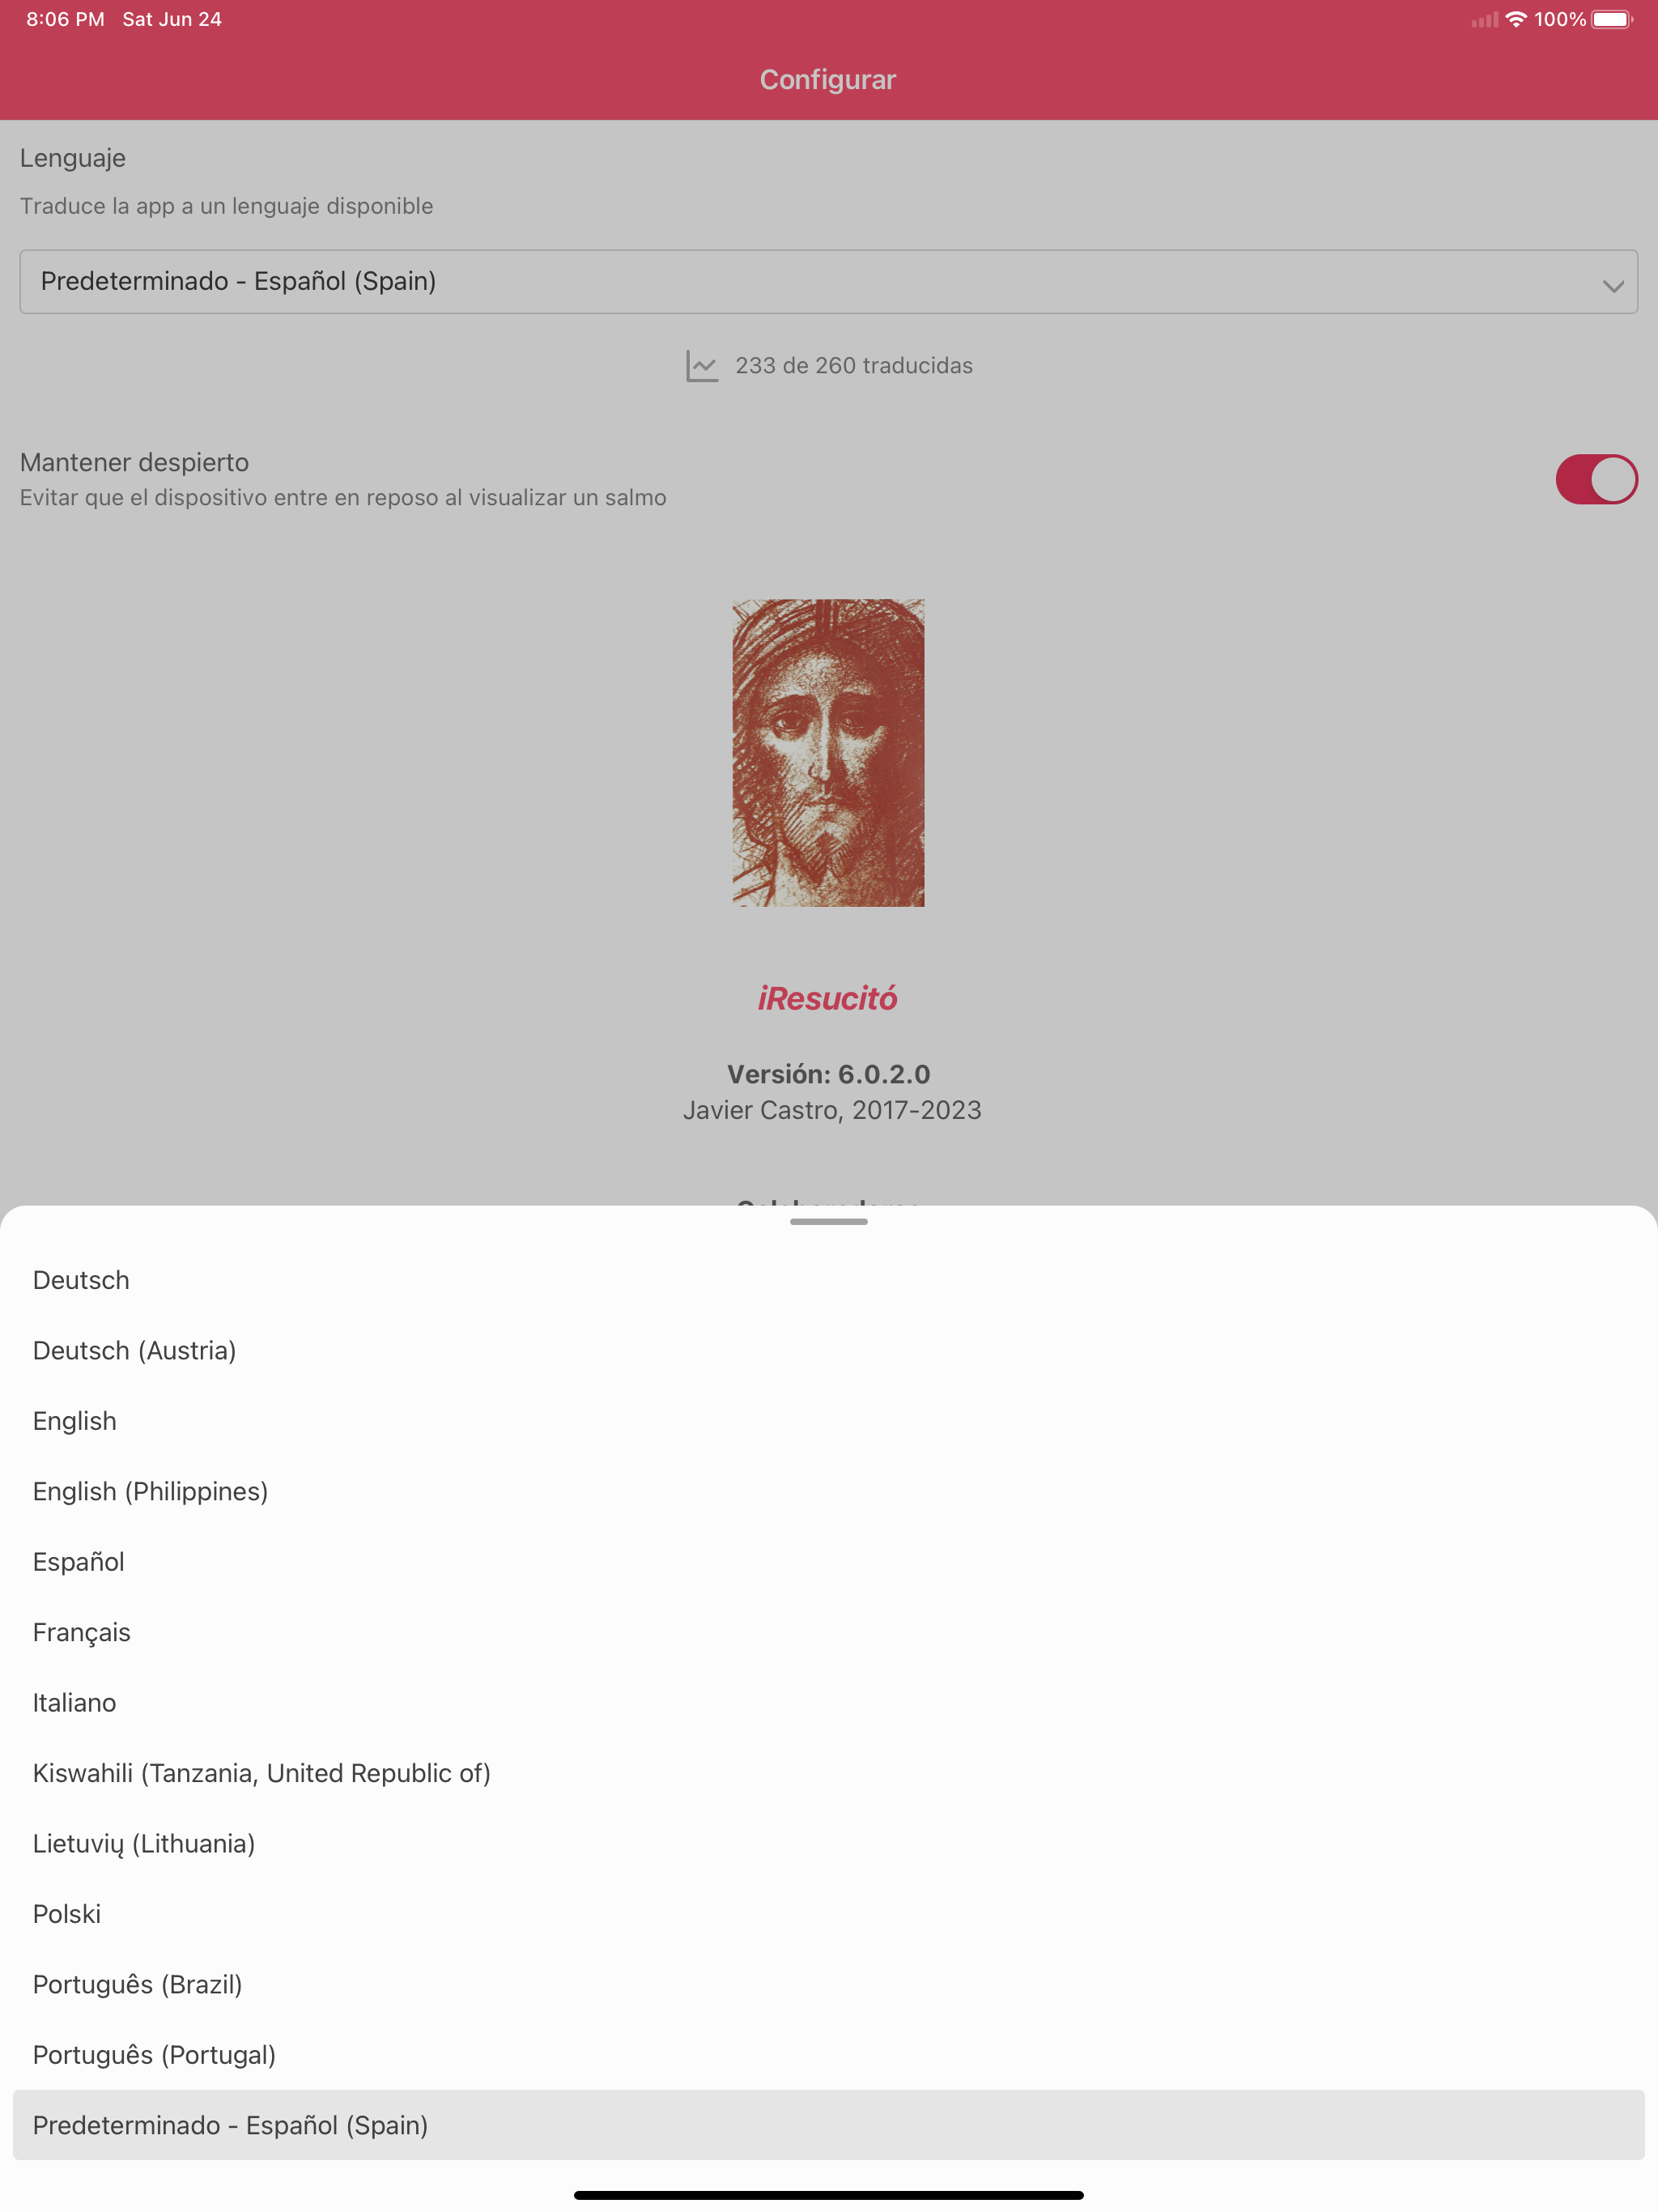 8:06 PM Sat Jun 24 100%
Configurar
Lenguaje
Traduce la app a un lenguaje disponible
Predeterminado - Español (Spain)
233 de 260 traducidas
Mantener despierto
Evitar que el dispositivo entre en reposo al visualizar un salmo
iResucitó
Versión: 6.0.2.0
Javier Castro, 2017-2023
Deutsch
Deutsch (Austria)
English
English (Philippines)
Español
Français
Italiano
Kiswahili (Tanzania, United Republic of)
Lietuvių (Lithuania)
Polski
Português (Brazil)
Português (Portugal)
Predeterminado - Español (Spain)